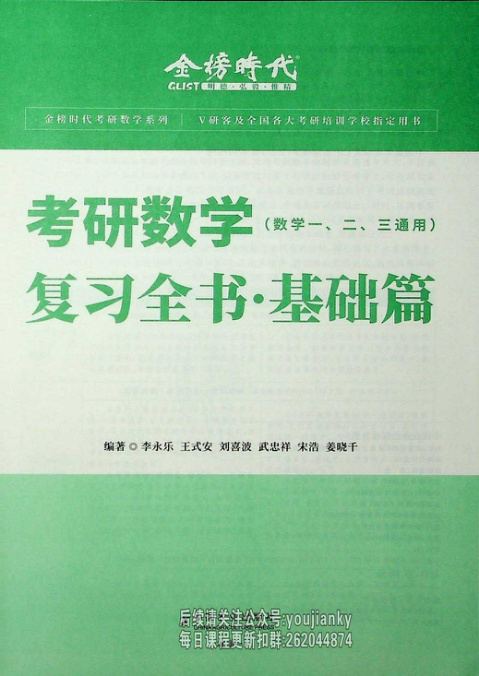 金榜時代
GLIST 明德·弘毅·惟精
金榜时代考研数学系列 | V研客及全国各大考研培训学校指定用书
考研数学（数学一、二、三通用）
复习全书·基础篇
编著◎李永乐 王式安 刘喜波 武忠祥 宋浩 姜晓千
后续请关注公众号:youjianky
每日课程更新扣群:262044874